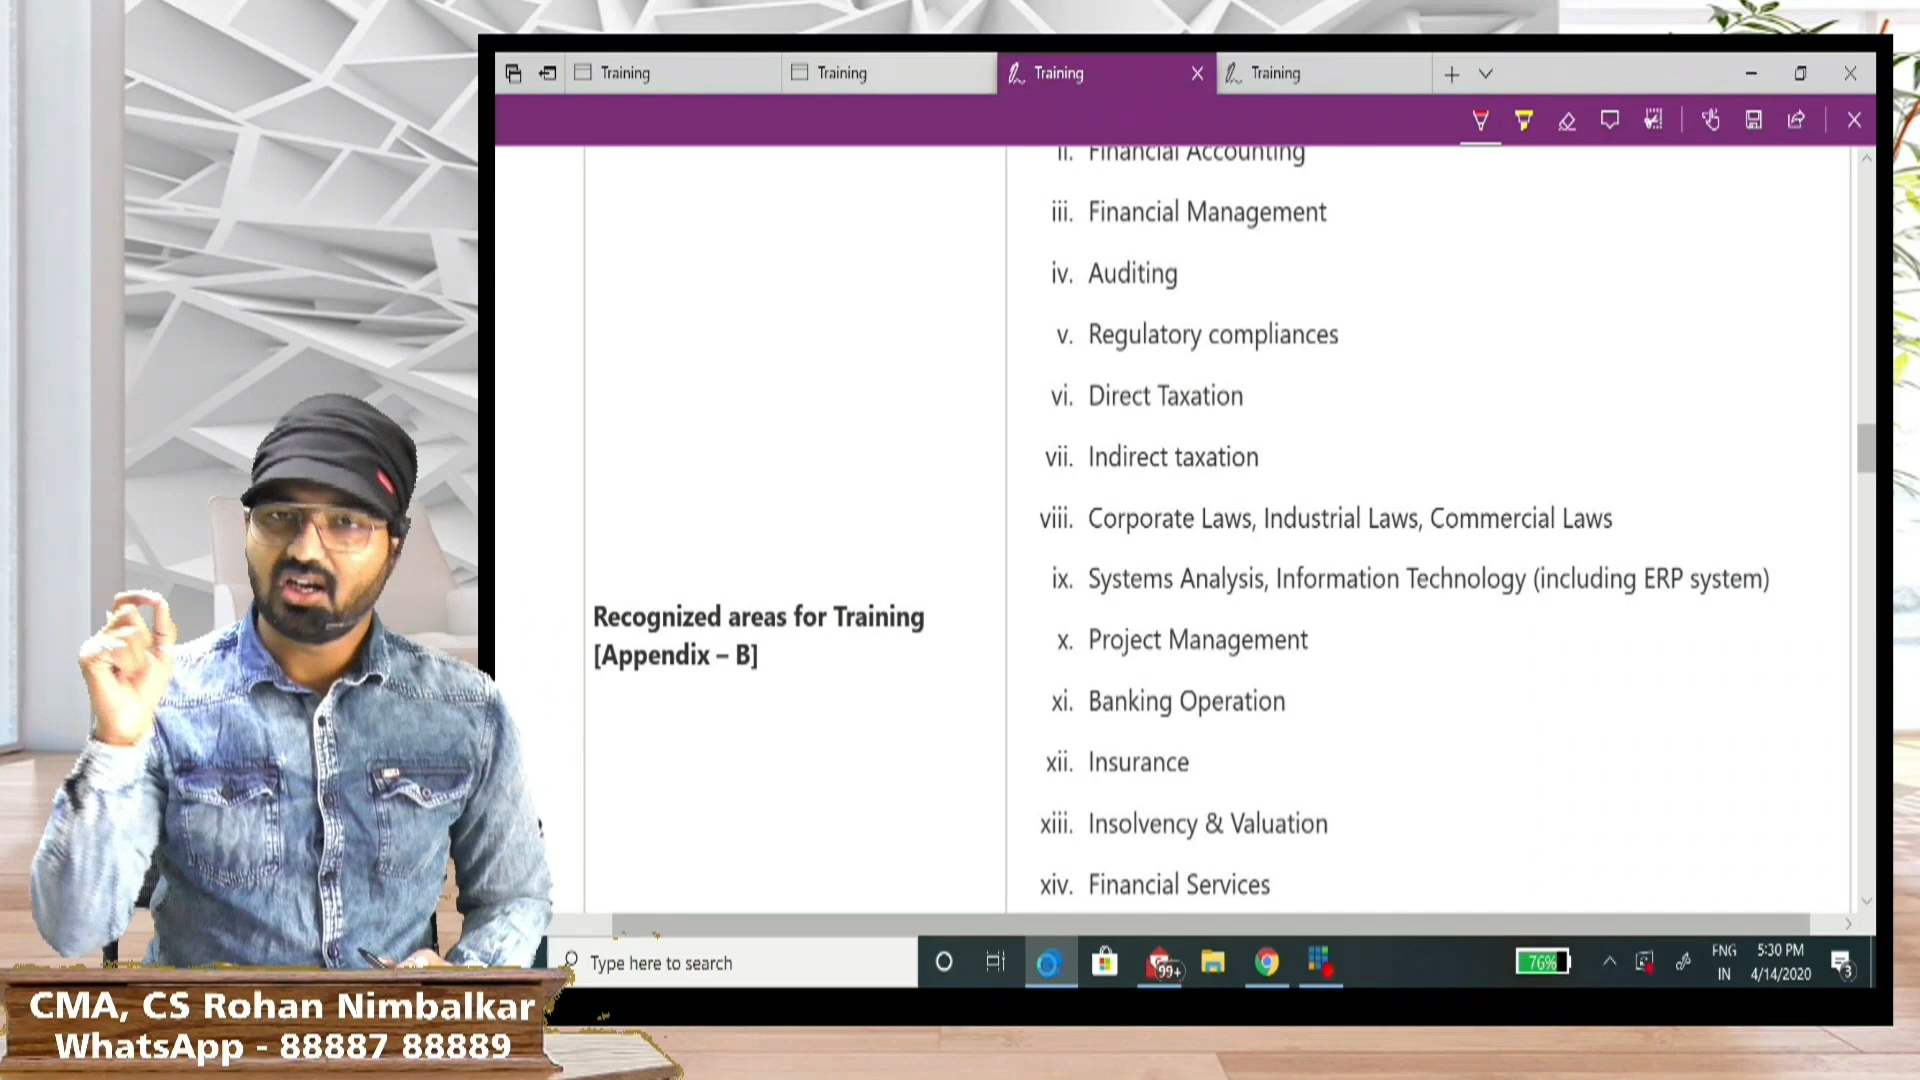 Training
Training
Training
Training
ii. Financial Accounting
iii. Financial Management
iv. Auditing
v. Regulatory compliances
vi. Direct Taxation
vii. Indirect taxation
viii. Corporate Laws, Industrial Laws, Commercial Laws
ix. Systems Analysis, Information Technology (including ERP system)
Recognized areas for Training
[Appendix – B]
x. Project Management
xi. Banking Operation
xii. Insurance
xiii. Insolvency & Valuation
xiv. Financial Services
Type here to search
99+
76%
ENG
IN
5:30 PM
4/14/2020
3
CMA, CS Rohan Nimbalkar
WhatsApp - 88887 88889